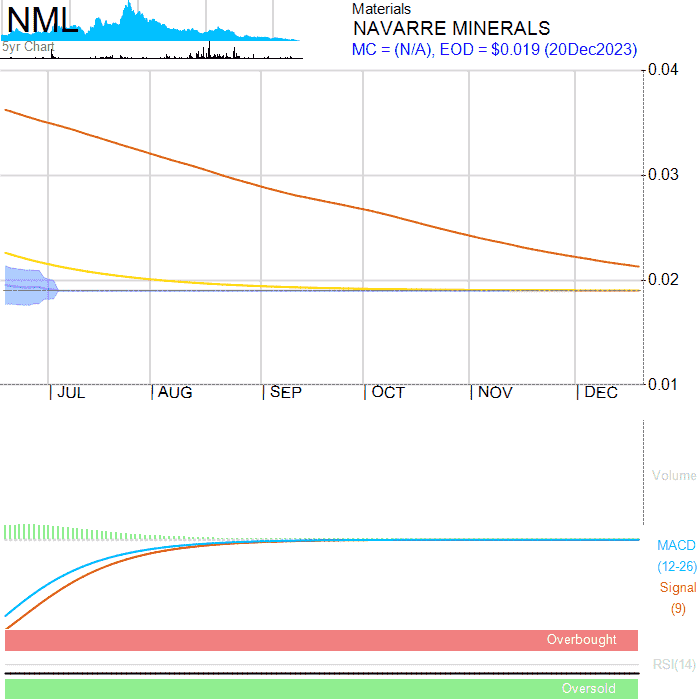 NML
5yr Chart
Materials
NAVARRE MINERALS
MC = (N/A), EOD = $0.019 (20Dec2023)
0.04
0.03
0.02
0.01
JUL
AUG
SEP
OCT
NOV
DEC
Volume
MACD
(12-26)
Signal
(9)
Overbought
RSI(14)
Oversold